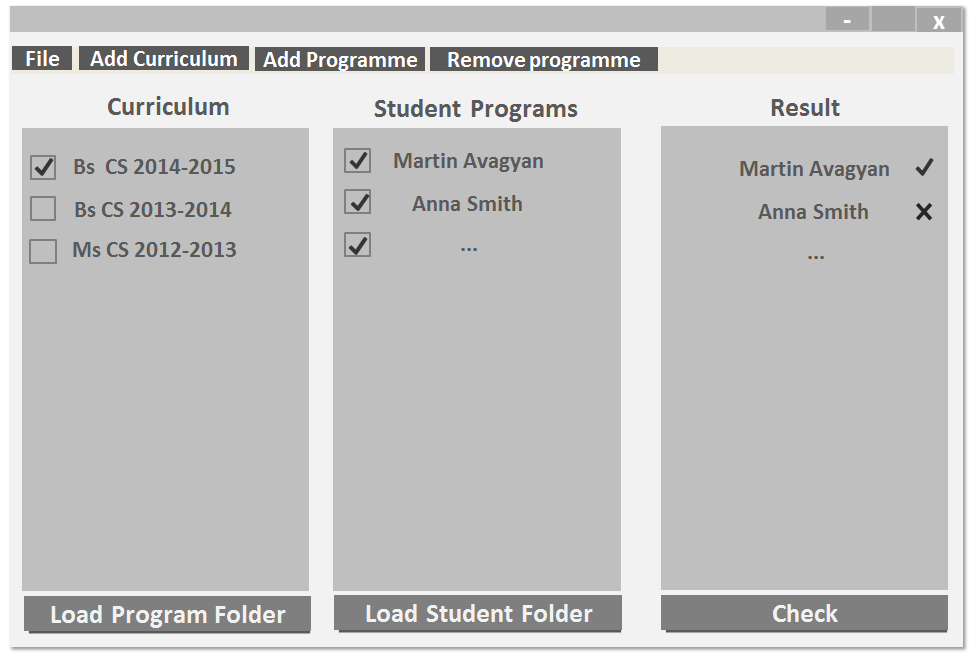 - x
File Add Curriculum Add Programme Remove programme
Curriculum Student Programs Result
Bs CS 2014-2015
Bs CS 2013-2014
Ms CS 2012-2013
Martin Avagyan
Anna Smith
...
Martin Avagyan
Anna Smith
...
Load Program Folder Load Student Folder Check